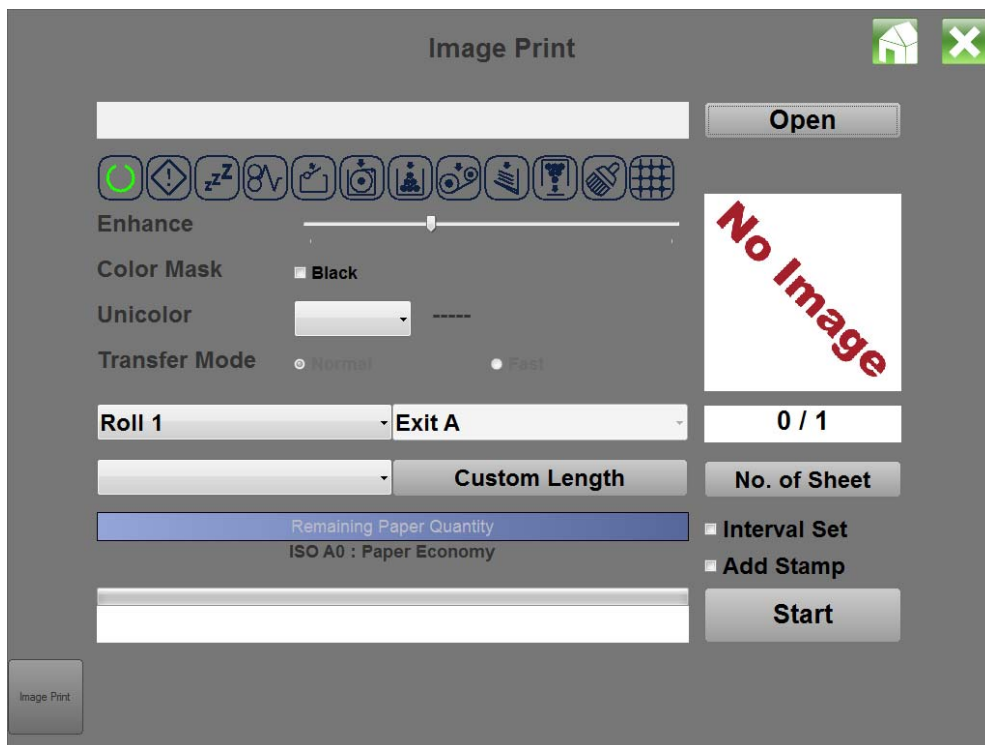 Image Print
Open
zzZ
Enhance
Color Mask
Black
Unicolor
-----
Transfer Mode
Normal
Fast
No Image
Roll 1
Exit A
0 / 1
Custom Length
No. of Sheet
Remaining Paper Quantity
ISO A0 : Paper Economy
Interval Set
Add Stamp
Start
Image Print